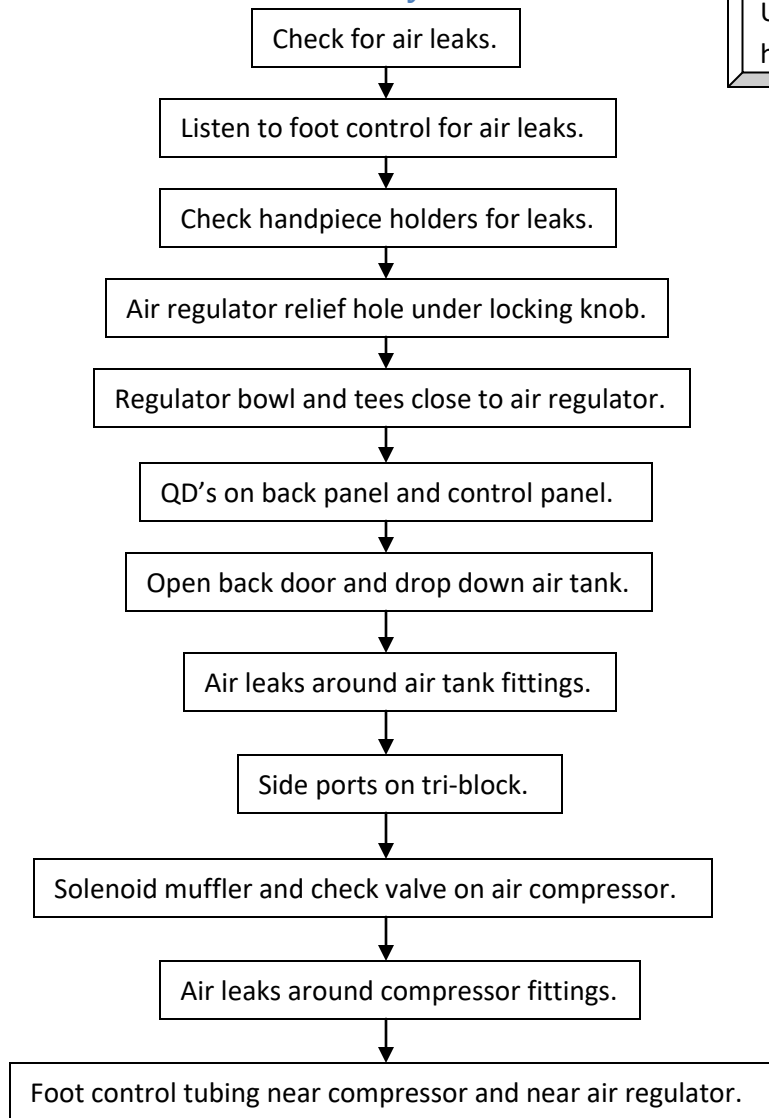 Check for air leaks.
Listen to foot control for air leaks.
Check handpiece holders for leaks.
Air regulator relief hole under locking knob.
Regulator bowl and tees close to air regulator.
QD’s on back panel and control panel.
Open back door and drop down air tank.
Air leaks around air tank fittings.
Side ports on tri-block.
Solenoid muffler and check valve on air compressor.
Air leaks around compressor fittings.
Foot control tubing near compressor and near air regulator.